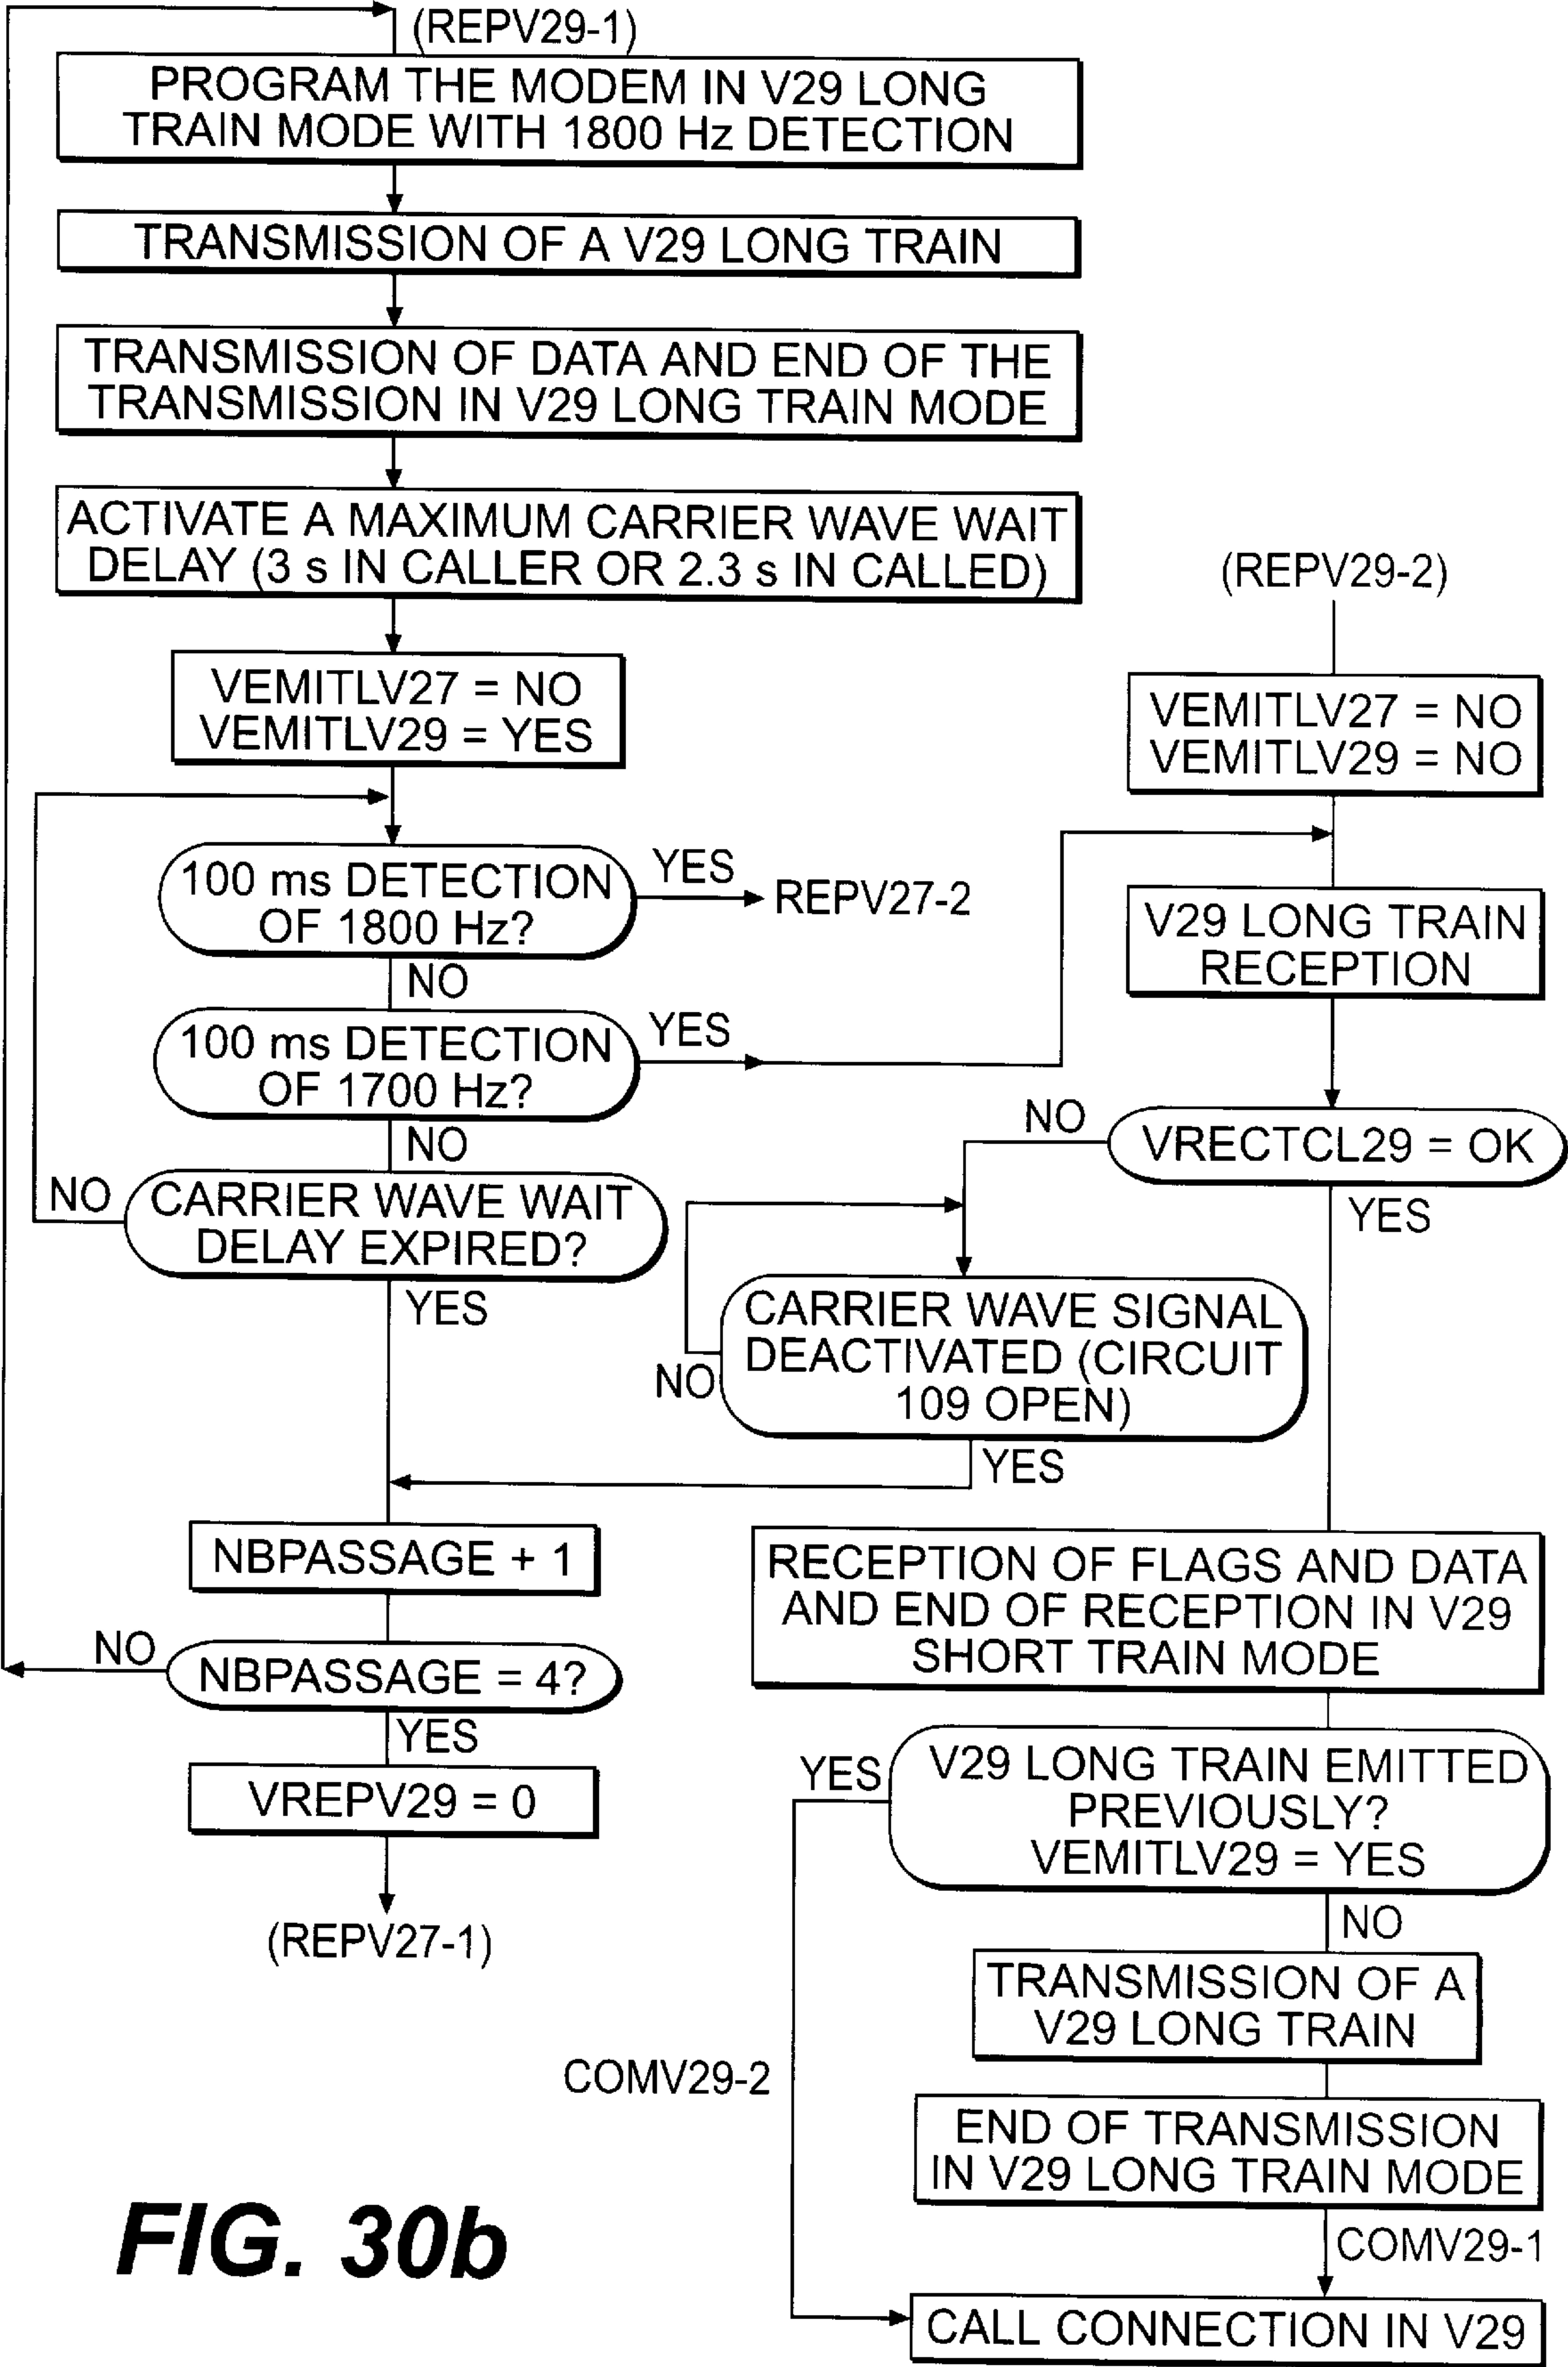 (REPV29-1)
PROGRAM THE MODEM IN V29 LONG
TRAIN MODE WITH 1800 Hz DETECTION
TRANSMISSION OF A V29 LONG TRAIN
TRANSMISSION OF DATA AND END OF THE
TRANSMISSION IN V29 LONG TRAIN MODE
ACTIVATE A MAXIMUM CARRIER WAVE WAIT
DELAY (3 s IN CALLER OR 2.3 s IN CALLED)
VEMITLV27 = NO
VEMITLV29 = YES
100 ms DETECTION
OF 1800 Hz?
YES
REPV27-2
NO
100 ms DETECTION
OF 1700 Hz?
YES
NO
CARRIER WAVE WAIT
DELAY EXPIRED?
NO
YES
NBPASSAGE + 1
NBPASSAGE = 4?
NO
YES
VREPV29 = 0
(REPV27-1)
(REPV29-2)
VEMITLV27 = NO
VEMITLV29 = NO
V29 LONG TRAIN
RECEPTION
VRECTCL29 = OK
NO
YES
CARRIER WAVE SIGNAL
DEACTIVATED (CIRCUIT
109 OPEN)
NO
YES
RECEPTION OF FLAGS AND DATA
AND END OF RECEPTION IN V29
SHORT TRAIN MODE
V29 LONG TRAIN EMITTED
PREVIOUSLY?
VEMITLV29 = YES
YES
NO
TRANSMISSION OF A
V29 LONG TRAIN
COMV29-2
END OF TRANSMISSION
IN V29 LONG TRAIN MODE
COMV29-1
CALL CONNECTION IN V29
FIG. 30b